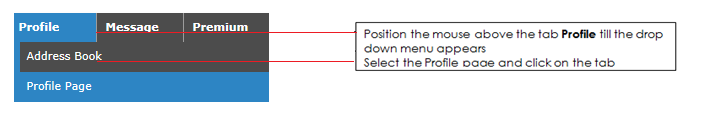 Profile Message Premium
Address Book
Profile Page
Position the mouse above the tab Profile till the drop
down menu appears
Select the Profile page and click on the tab